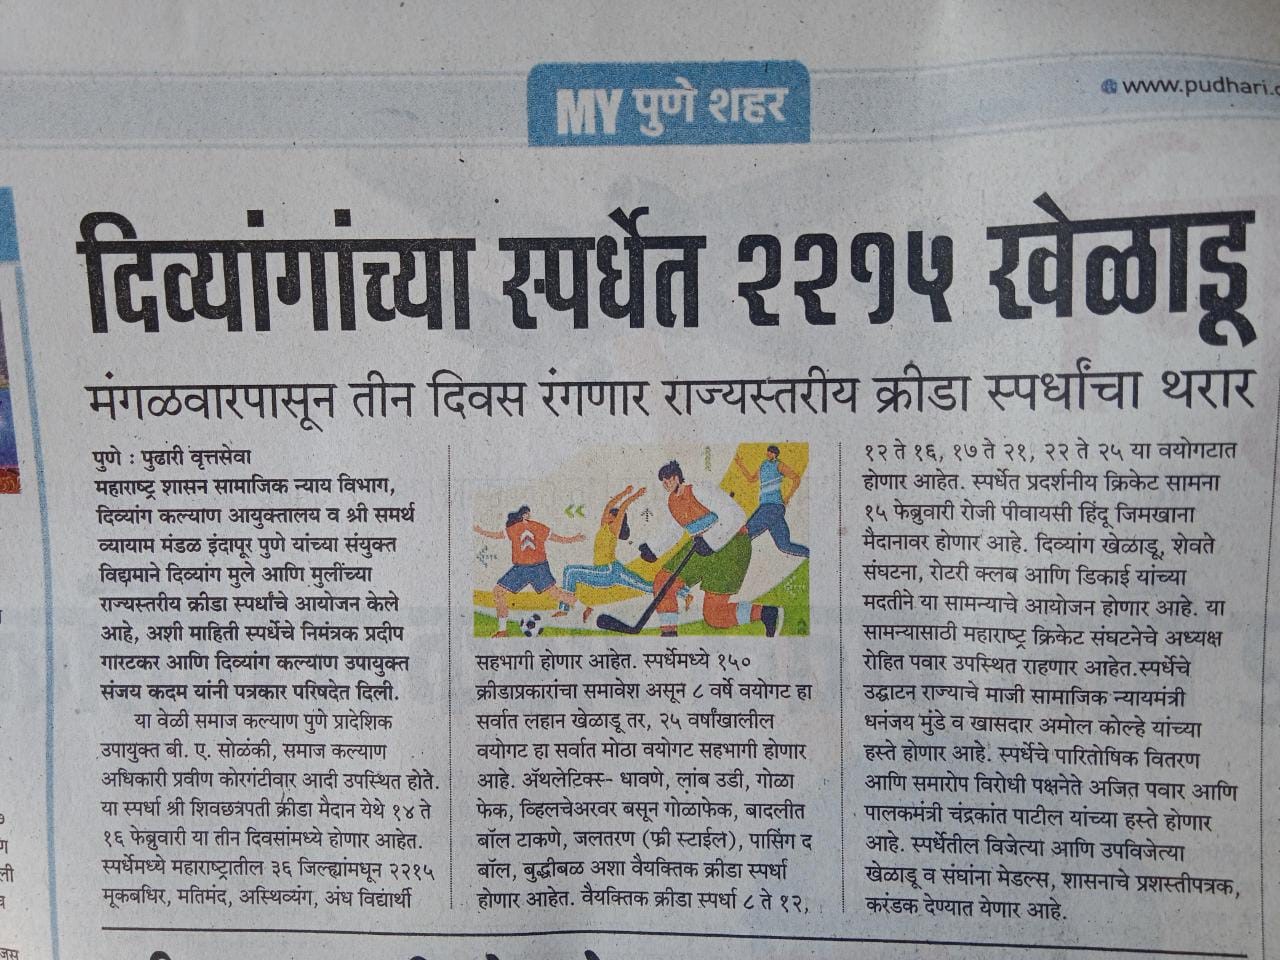 MY पुणे शहर
www.pudhari.c
दिव्यांगांच्या स्पर्धेत २२१५ खेळाडू
मंगळवारपासून तीन दिवस रंगणार राज्यस्तरीय क्रीडा स्पर्धांचा थरार
पुणे : पुढारी वृत्तसेवा
महाराष्ट्र शासन सामाजिक न्याय विभाग,
दिव्यांग कल्याण आयुक्तालय व श्री समर्थ
व्यायाम मंडळ इंदापूर पुणे यांच्या संयुक्त
विद्यमाने दिव्यांग मुले आणि मुलींच्या
राज्यस्तरीय क्रीडा स्पर्धांचे आयोजन केले
आहे, अशी माहिती स्पर्धेचे निमंत्रक प्रदीप
गारटकर आणि दिव्यांग कल्याण उपायुक्त
संजय कदम यांनी पत्रकार परिषदेत दिली.
या वेळी समाज कल्याण पुणे प्रादेशिक
उपायुक्त बी. ए. सोळंकी, समाज कल्याण
अधिकारी प्रवीण कोरगंटीवार आदी उपस्थित होते.
या स्पर्धा श्री शिवछत्रपती क्रीडा मैदान येथे १४ ते
१६ फेब्रुवारी या तीन दिवसांमध्ये होणार आहेत.
स्पर्धेमध्ये महाराष्ट्रातील ३६ जिल्ह्यांमधून २२१५
मूकबधिर, मतिमंद, अस्थिव्यंग, अंध विद्यार्थी
सहभागी होणार आहेत. स्पर्धेमध्ये १५०
क्रीडाप्रकारांचा समावेश असून ८ वर्षे वयोगट हा
सर्वात लहान खेळाडू तर, २५ वर्षांखालील
वयोगट हा सर्वात मोठा वयोगट सहभागी होणार
आहे. ॲथलेटिक्स- धावणे, लांब उडी, गोळा
फेक, व्हिलचेअरवर बसून गोळाफेक, बादलीत
बॉल टाकणे, जलतरण (फ्री स्टाईल), पासिंग द
बॉल, बुद्धीबळ अशा वैयक्तिक क्रीडा स्पर्धा
होणार आहेत. वैयक्तिक क्रीडा स्पर्धा ८ ते १२,
१२ ते १६, १७ ते २१, २२ ते २५ या वयोगटात
होणार आहेत. स्पर्धेत प्रदर्शनीय क्रिकेट सामना
१५ फेब्रुवारी रोजी पीवायसी हिंदू जिमखाना
मैदानावर होणार आहे. दिव्यांग खेळाडू, शेवते
संघटना, रोटरी क्लब आणि डिकाई यांच्या
मदतीने या सामन्याचे आयोजन होणार आहे. या
सामन्यासाठी महाराष्ट्र क्रिकेट संघटनेचे अध्यक्ष
रोहित पवार उपस्थित राहणार आहेत.स्पर्धेचे
उद्घाटन राज्याचे माजी सामाजिक न्यायमंत्री
धनंजय मुंडे व खासदार अमोल कोल्हे यांच्या
हस्ते होणार आहे. स्पर्धेचे पारितोषिक वितरण
आणि समारोप विरोधी पक्षनेते अजित पवार आणि
पालकमंत्री चंद्रकांत पाटील यांच्या हस्ते होणार
आहे. स्पर्धेतील विजेत्या आणि उपविजेत्या
खेळाडू व संघांना मेडल्स, शासनाचे प्रशस्तीपत्रक,
करंडक देण्यात येणार आहे.